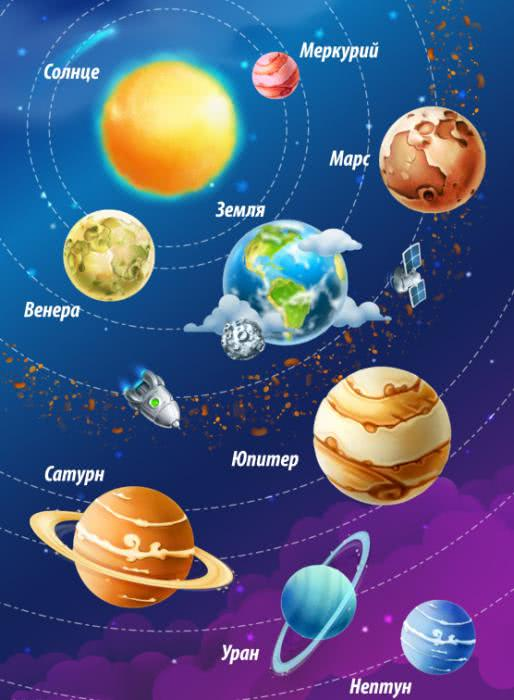 Меркурий
Солнце
Марс
Земля
Венера
Юпитер
Сатурн
Уран
Нептун